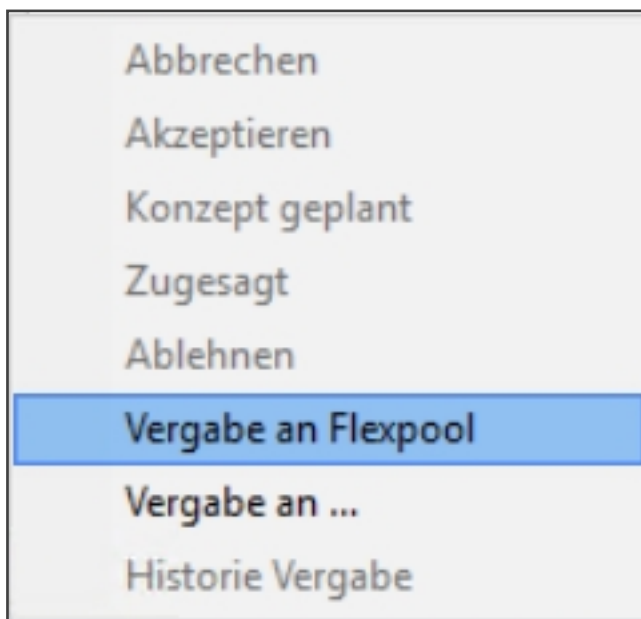 Abbrechen
Akzeptieren
Konzept geplant
Zugesagt
Ablehnen
Vergabe an Flexpool
Vergabe an ...
Historie Vergabe